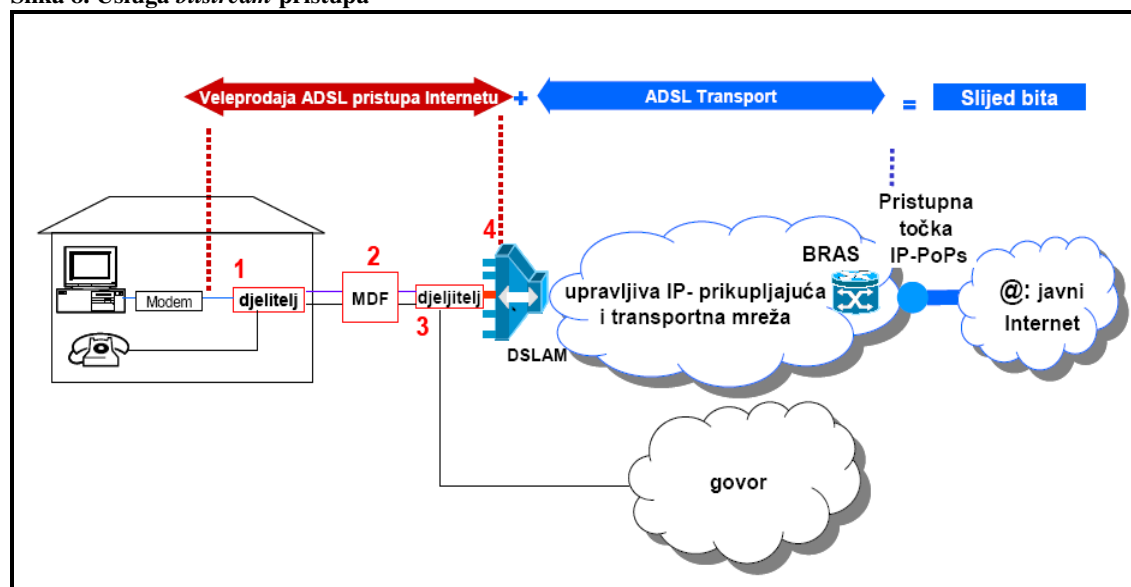 Slika 8. Usluga bitstream pristupa
Veleprodaja ADSL pristupa Internetu
+
ADSL Transport
=
Slijed bita
Pristupna
točka
IP-PoPs
4
BRAS
1
2
Modem
djelitelj
MDF
djeljitelj
3
DSLAM
upravljiva IP- prikupljajuća
i transportna mreža
@: javni
Internet
govor